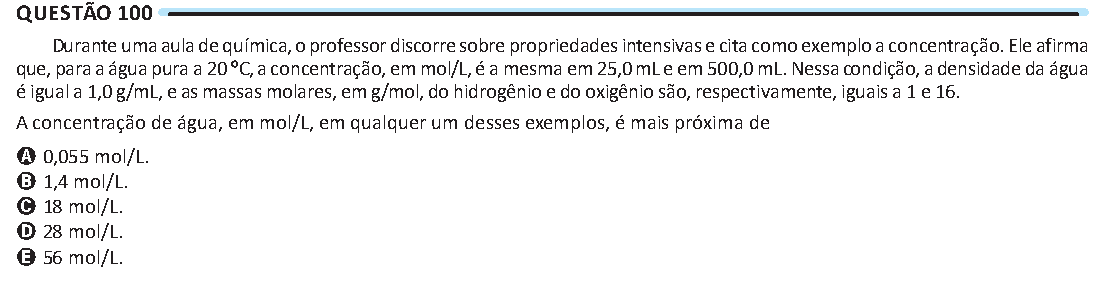 QUESTÃO 100
Durante uma aula de química, o professor discorre sobre propriedades intensivas e cita como exemplo a concentração. Ele afirma
que, para a água pura a 20 °C, a concentração, em mol/L, é a mesma em 25,0 mL e em 500,0 mL. Nessa condição, a densidade da água
é igual a 1,0 g/mL, e as massas molares, em g/mol, do hidrogênio e do oxigênio são, respectivamente, iguais a 1 e 16.
A concentração de água, em mol/L, em qualquer um desses exemplos, é mais próxima de
A 0,055 mol/L.
B 1,4 mol/L.
C 18 mol/L.
D 28 mol/L.
E 56 mol/L.